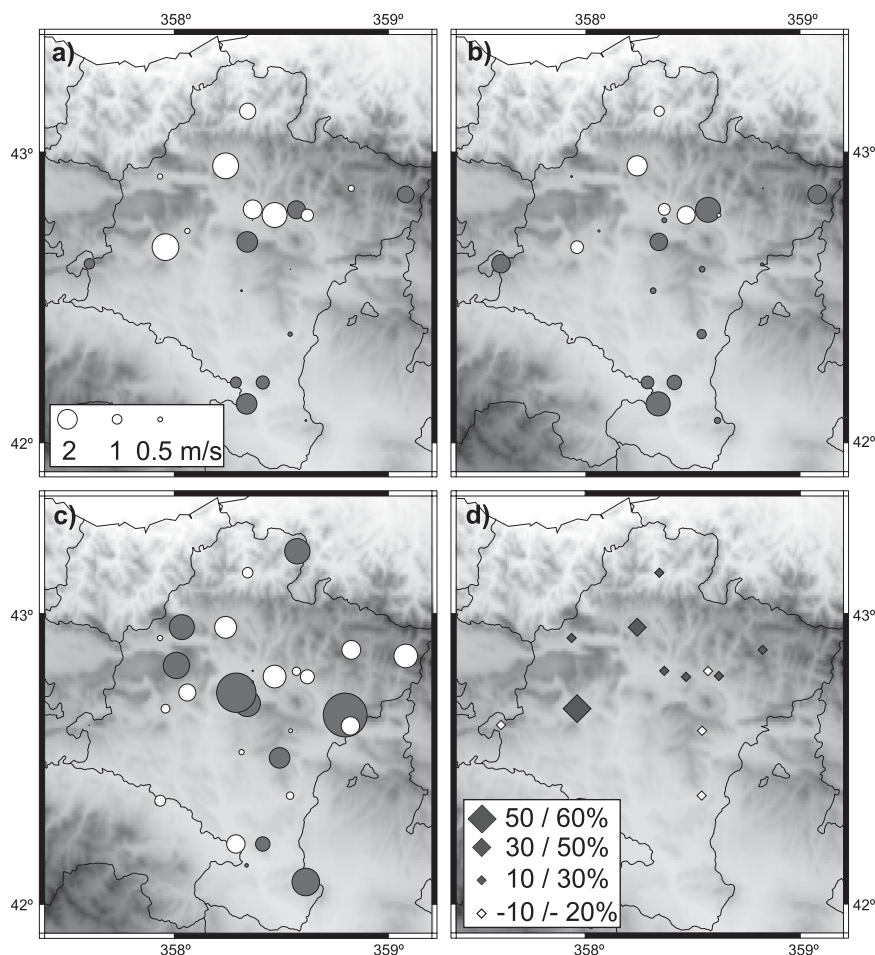 358º 359º 358º 359º
a) b)
43º 43º
2 1 0.5 m/s
42º 42º
c) d)
43º 43º
50 / 60%
30 / 50%
10 / 30%
-10 /- 20%
42º 42º
358º 359º 358º 359º